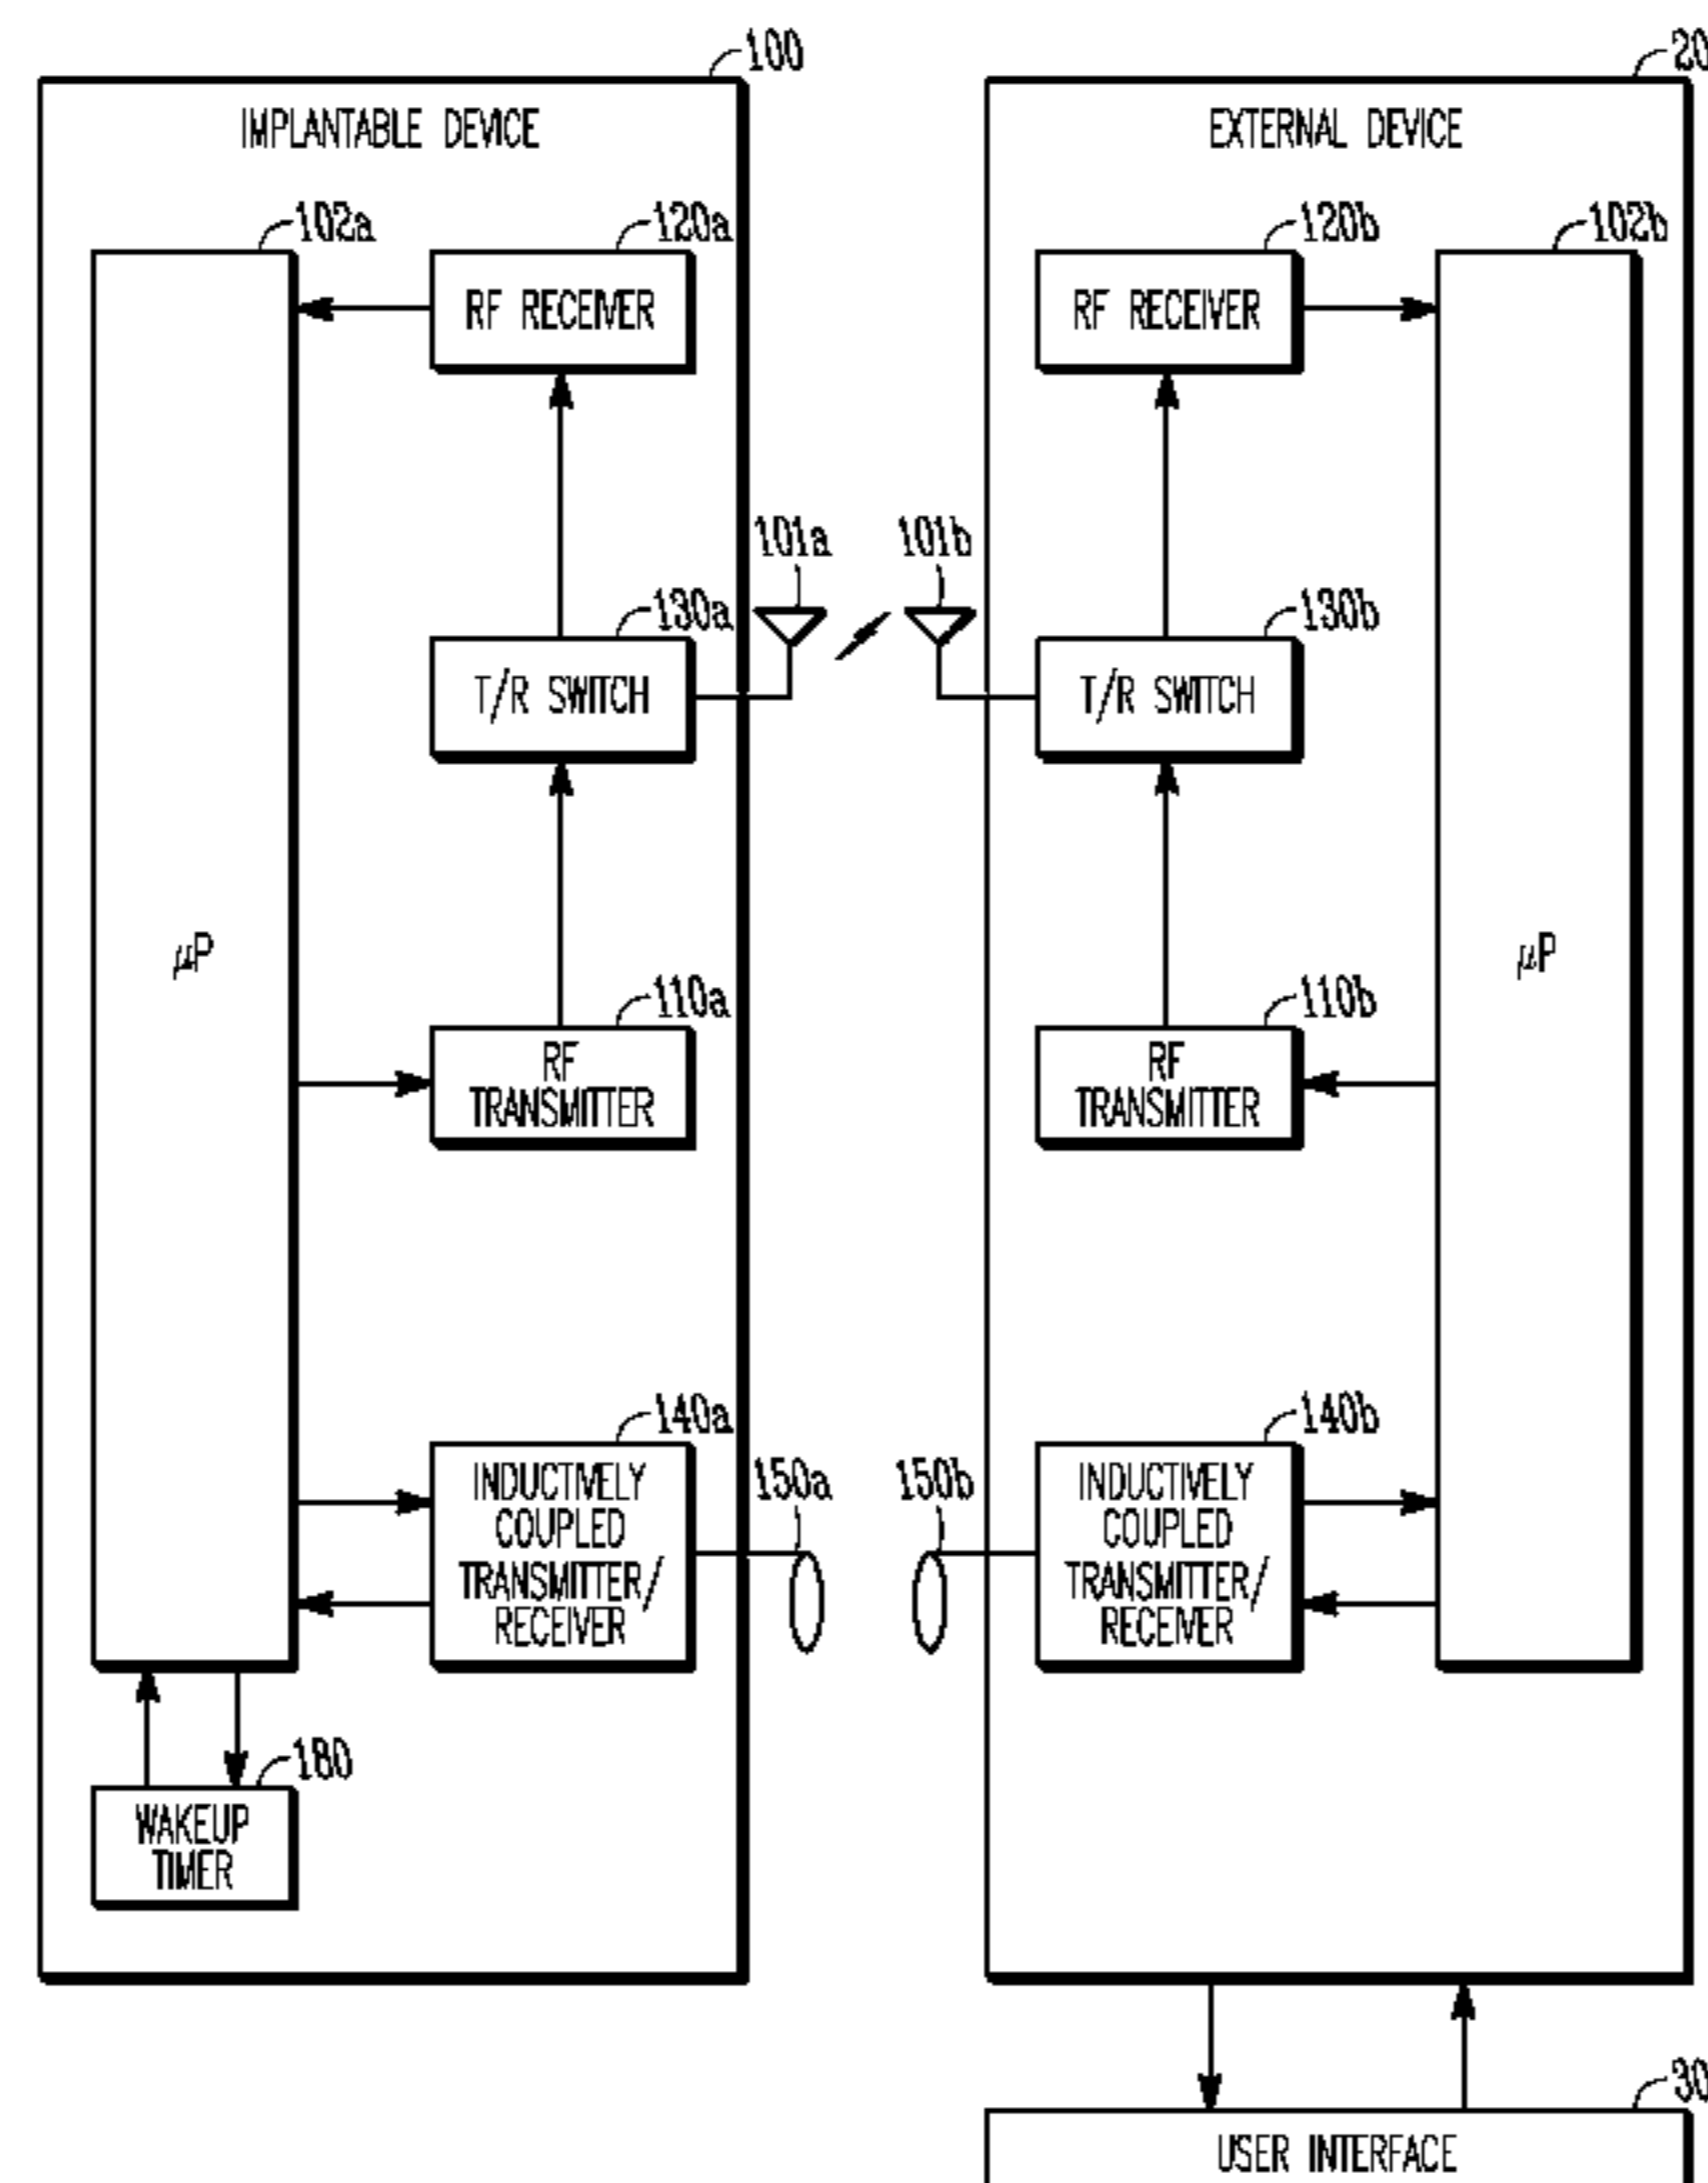 100
IMPLANTABLE DEVICE
102a
120a
RF RECEIVER
101a
130a
T/R SWITCH
μP
110a
RF
TRANSMITTER
140a
INDUCTIVELY
COUPLED
TRANSMITTER/
RECEIVER
150a
180
WAKEUP
TIMER
20
EXTERNAL DEVICE
120b
102b
RF RECEIVER
101b
130b
T/R SWITCH
μP
110b
RF
TRANSMITTER
140b
INDUCTIVELY
COUPLED
TRANSMITTER/
RECEIVER
150b
30
USER INTERFACE